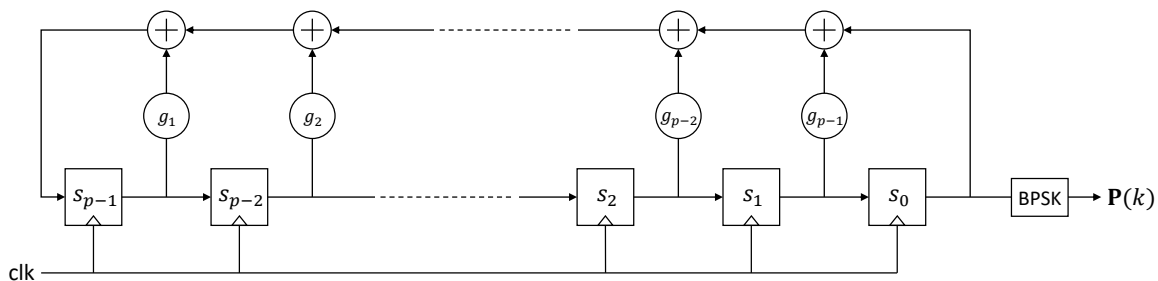 + + + +
g₁ g₂ gₚ₋₂ gₚ₋₁
sₚ₋₁ sₚ₋₂ s₂ s₁ s₀ BPSK P(k)
clk